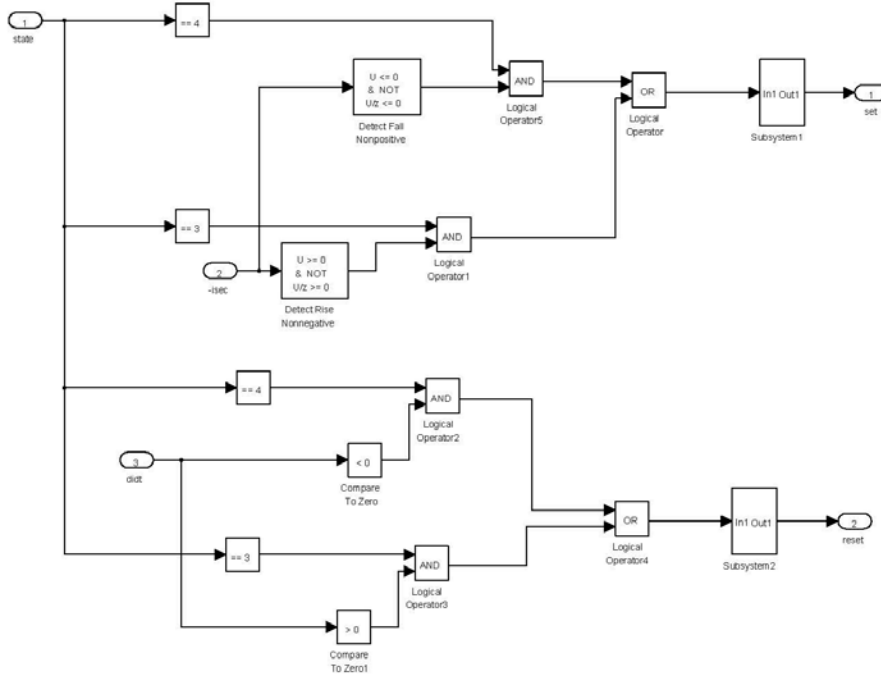 1
state
== 4
U <= 0
& NOT
U/z <= 0
Detect Fall
Nonpositive
AND
Logical
Operator5
OR
Logical
Operator
In1 Out1
Subsystem1
1
set
== 3
AND
Logical
Operator1
2
-isec
U >= 0
& NOT
U/z >= 0
Detect Rise
Nonnegative
== 4
AND
Logical
Operator2
3
didt
< 0
Compare
To Zero
OR
Logical
Operator4
In1 Out1
Subsystem2
2
reset
== 3
AND
Logical
Operator3
> 0
Compare
To Zero1